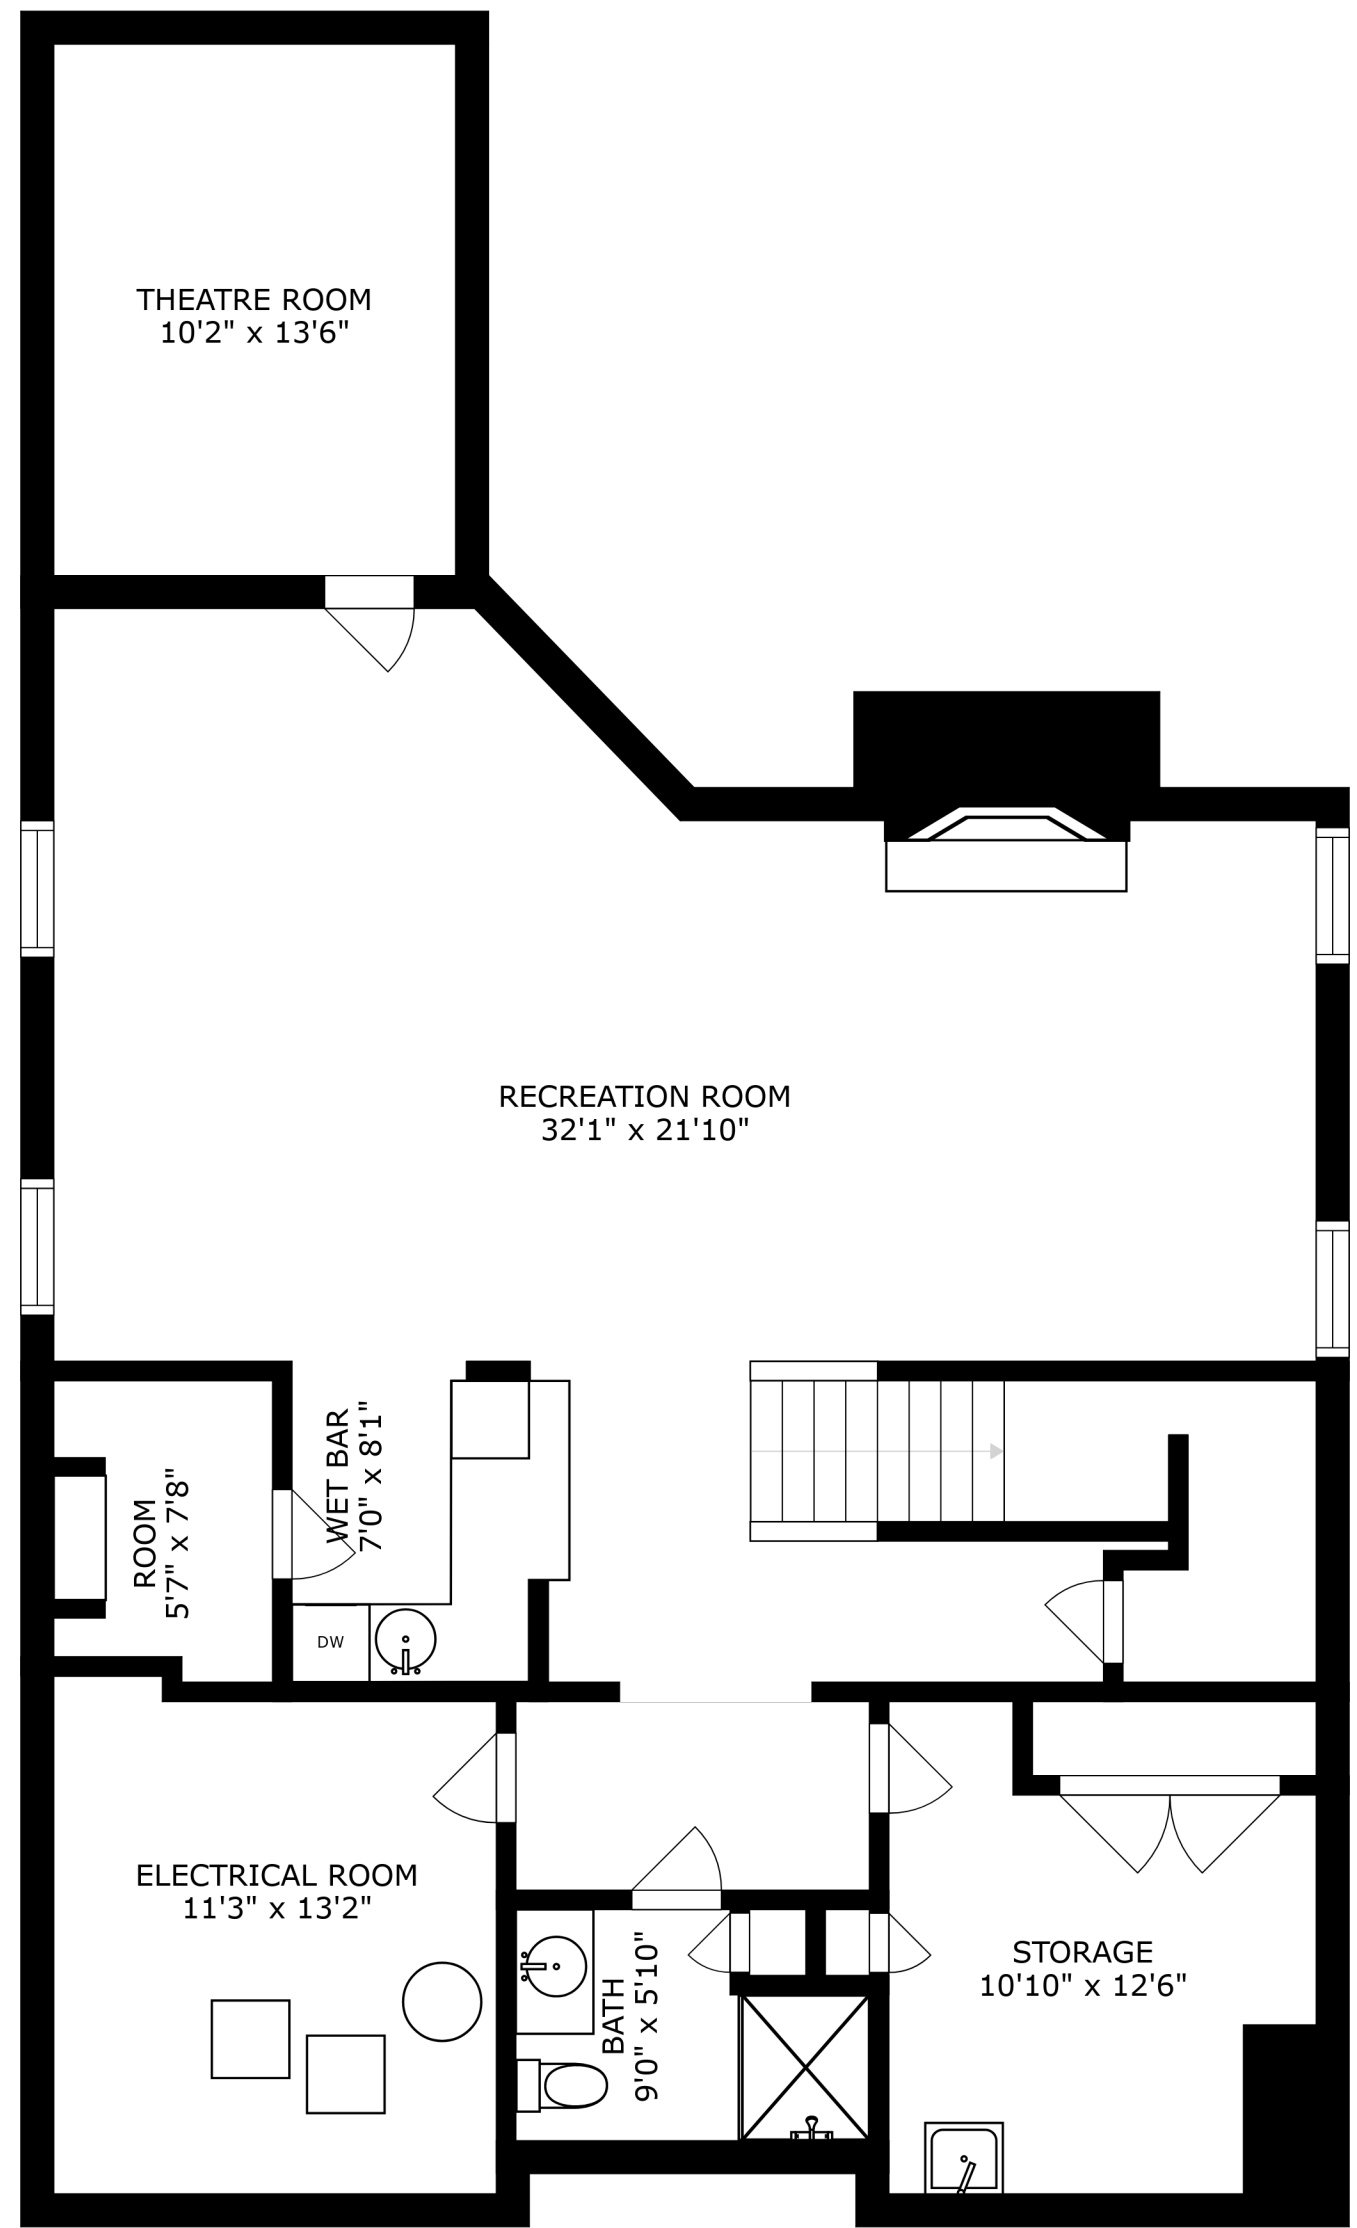 THEATRE ROOM
10'2" x 13'6"
RECREATION ROOM
32'1" x 21'10"
WET BAR
7'0" x 8'1"
ROOM
5'7" x 7'8"
DW
ELECTRICAL ROOM
11'3" x 13'2"
BATH
9'0" x 5'10"
STORAGE
10'10" x 12'6"